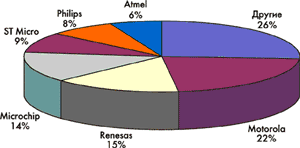 Atmel
6%
Philips
8%
ST Micro
9%
Другие
26%
Microchip
14%
Renesas
15%
Motorola
22%